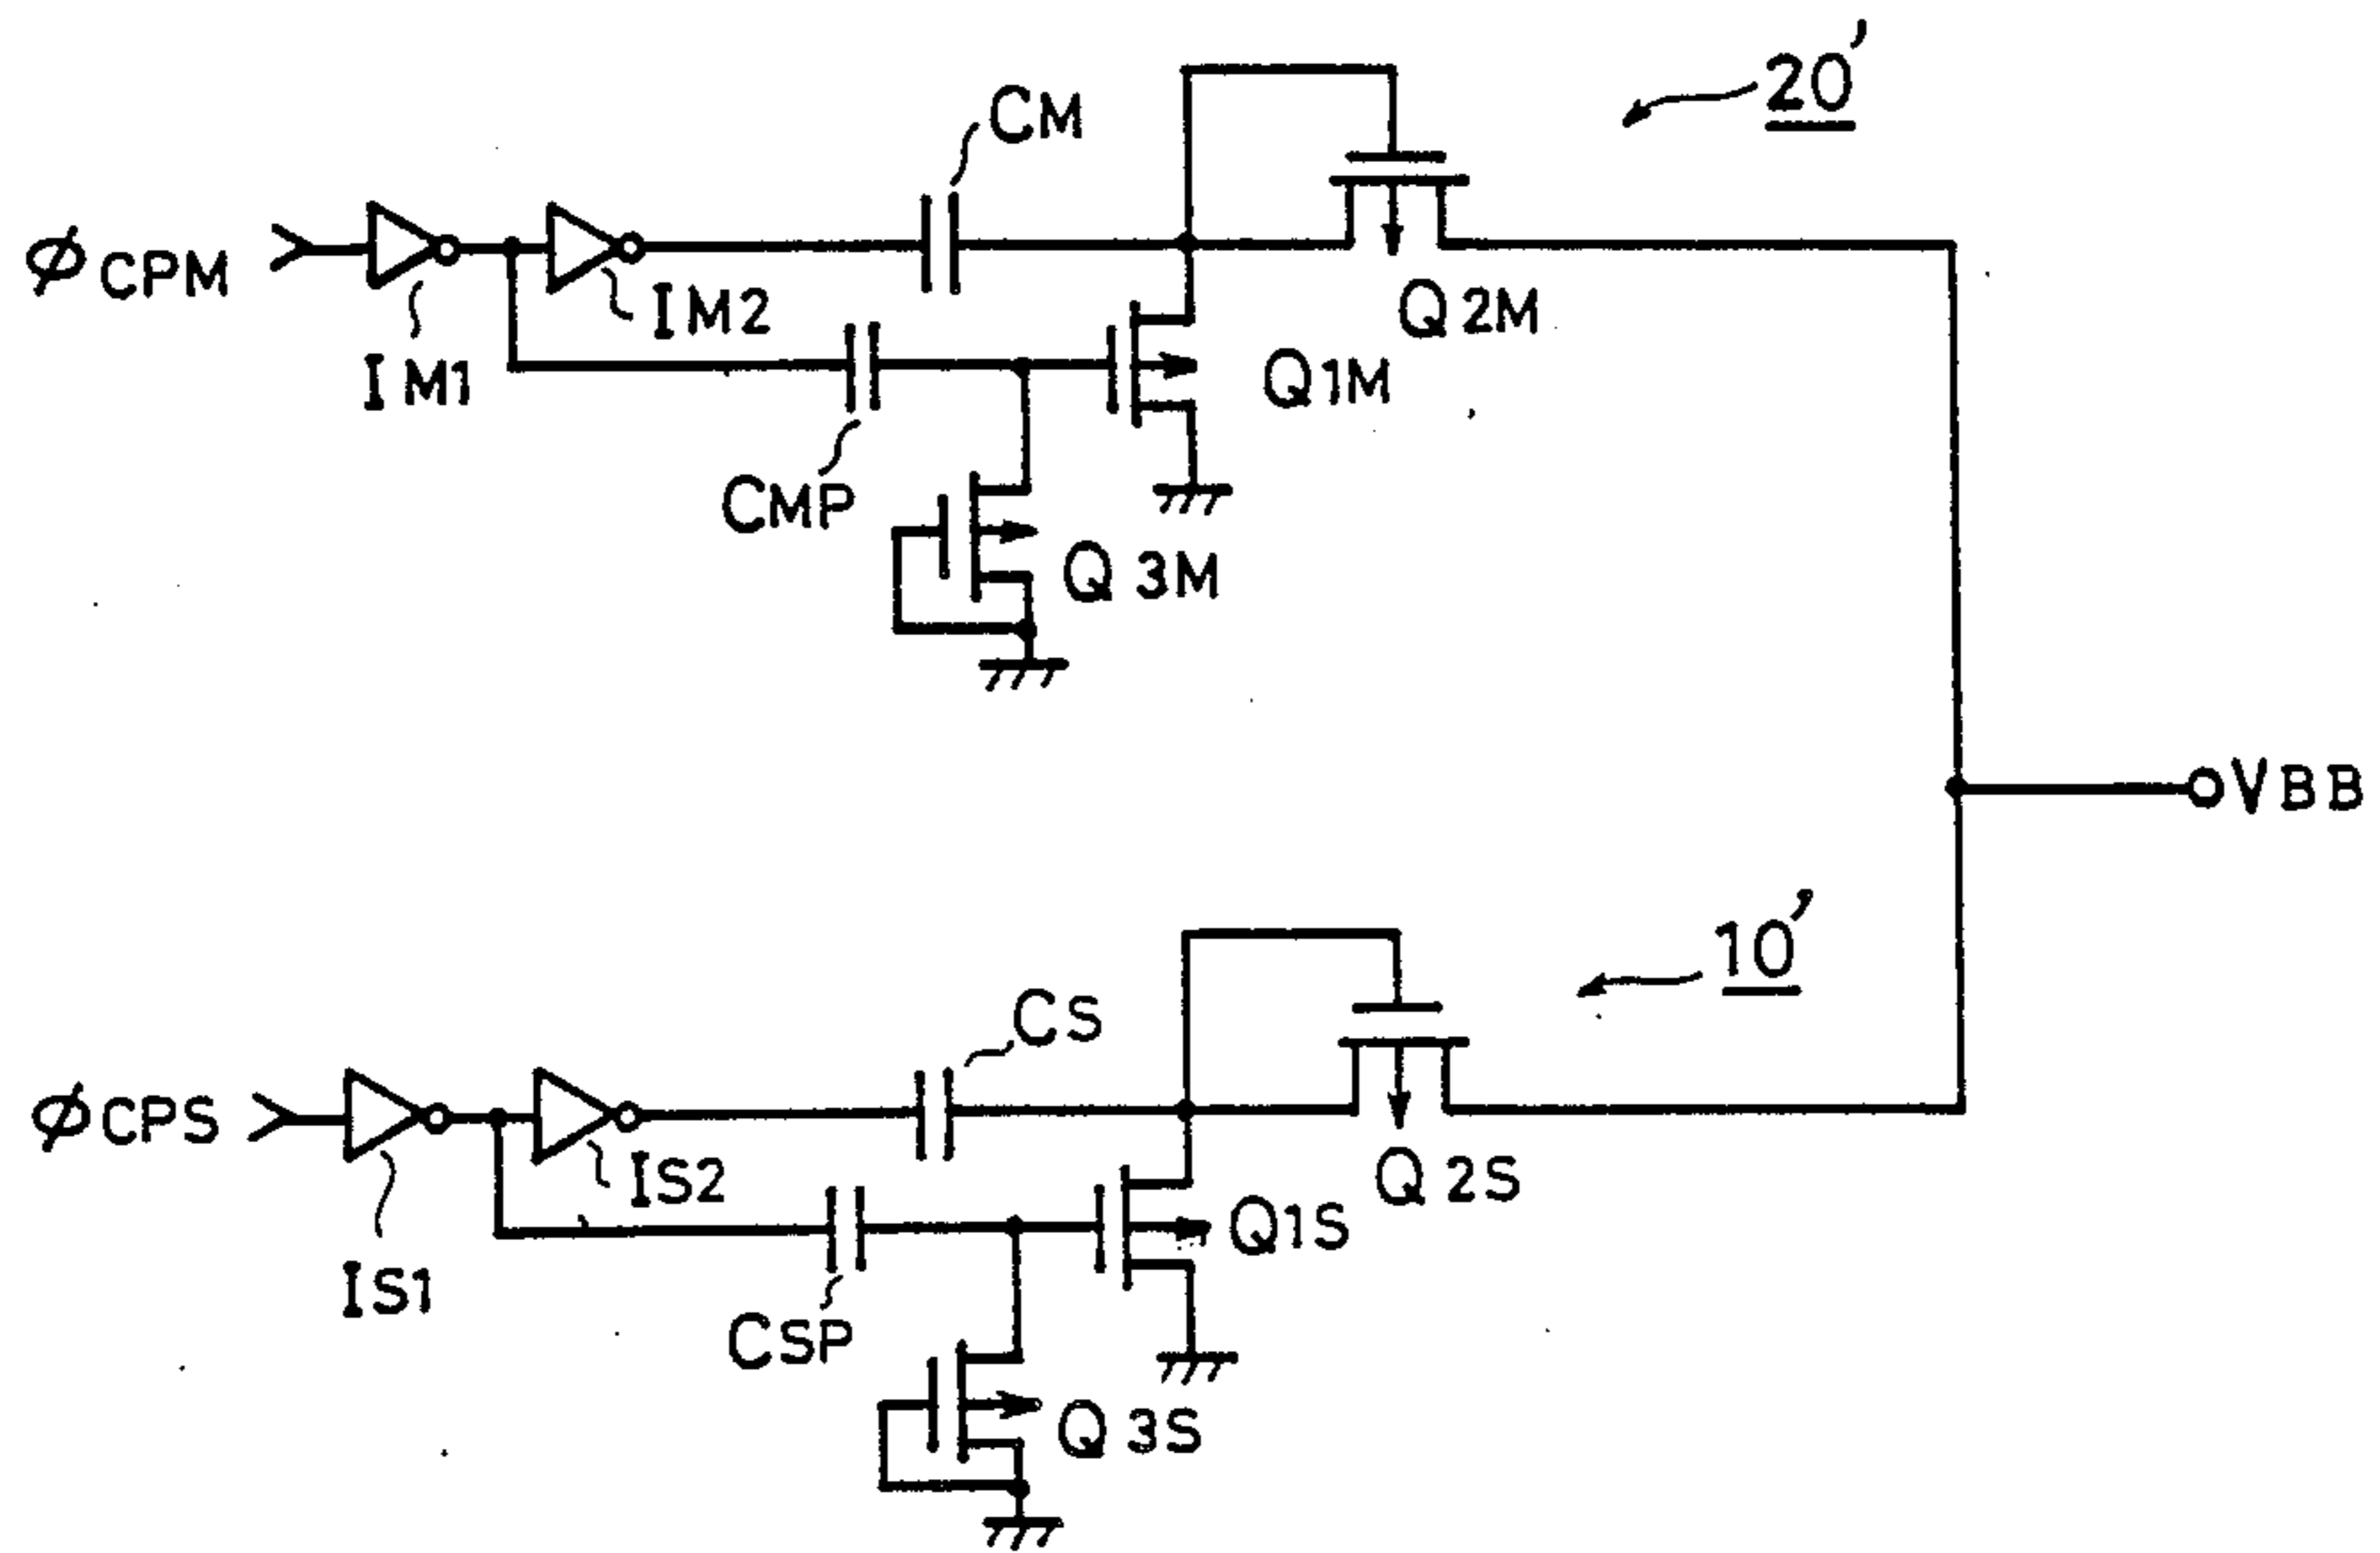 20'
CM
φCPM
IM2
Q2M
IM1
Q1M
CMP
Q3M
VBB
10'
CS
φCPS
IS2
Q2S
Q1S
IS1
CSP
Q3S